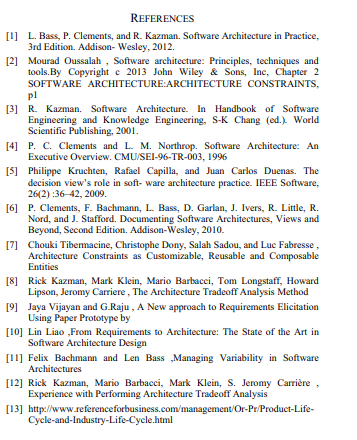 REFERENCES
[1] L. Bass, P. Clements, and R. Kazman. Software Architecture in Practice,
3rd Edition. Addison- Wesley, 2012.
[2] Mourad Oussalah , Software architecture: Principles, techniques and
tools.By Copyright c 2013 John Wiley & Sons, Inc, Chapter 2
SOFTWARE ARCHITECTURE:ARCHITECTURE CONSTRAINTS,
p1
[3] R. Kazman. Software Architecture. In Handbook of Software
Engineering and Knowledge Engineering, S-K Chang (ed.). World
Scientific Publishing, 2001.
[4] P. C. Clements and L. M. Northrop. Software Architecture: An
Executive Overview. CMU/SEI-96-TR-003, 1996
[5] Philippe Kruchten, Rafael Capilla, and Juan Carlos Duenas. The
decision view's role in soft- ware architecture practice. IEEE Software,
26(2) :36–42, 2009.
[6] P. Clements, F. Bachmann, L. Bass, D. Garlan, J. Ivers, R. Little, R.
Nord, and J. Stafford. Documenting Software Architectures, Views and
Beyond, Second Edition. Addison-Wesley, 2010.
[7] Chouki Tibermacine, Christophe Dony, Salah Sadou, and Luc Fabresse ,
Architecture Constraints as Customizable, Reusable and Composable
Entities
[8] Rick Kazman, Mark Klein, Mario Barbacci, Tom Longstaff, Howard
Lipson, Jeromy Carriere , The Architecture Tradeoff Analysis Method
[9] Jaya Vijayan and G.Raju , A New approach to Requirements Elicitation
Using Paper Prototype by
[10] Lin Liao ,From Requirements to Architecture: The State of the Art in
Software Architecture Design
[11] Felix Bachmann and Len Bass ,Managing Variability in Software
Architectures
[12] Rick Kazman, Mario Barbacci, Mark Klein, S. Jeromy Carrière ,
Experience with Performing Architecture Tradeoff Analysis
[13] http://www.referenceforbusiness.com/management/Or-Pr/Product-Life-
Cycle-and-Industry-Life-Cycle.html